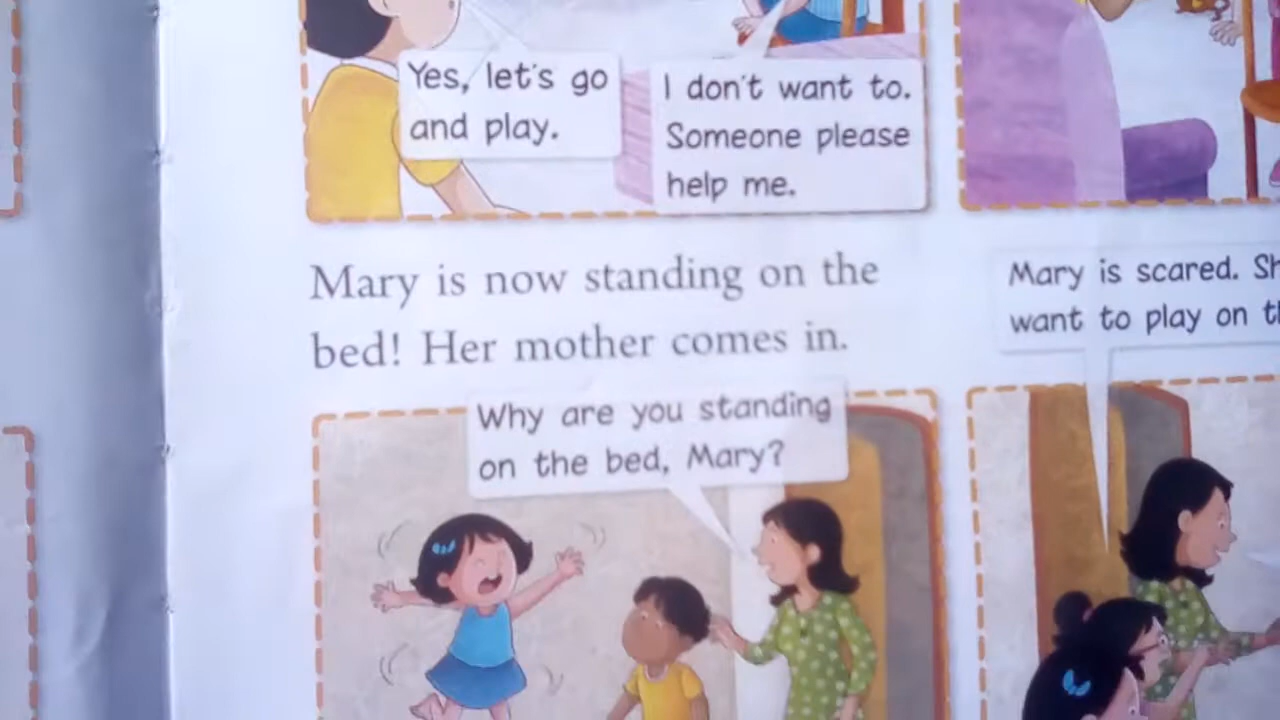 Yes, let's go
and play.
I don't want to.
Someone please
help me.
Mary is now standing on the
bed! Her mother comes in.
Why are you standing
on the bed, Mary?
Mary is scared.
want to play on